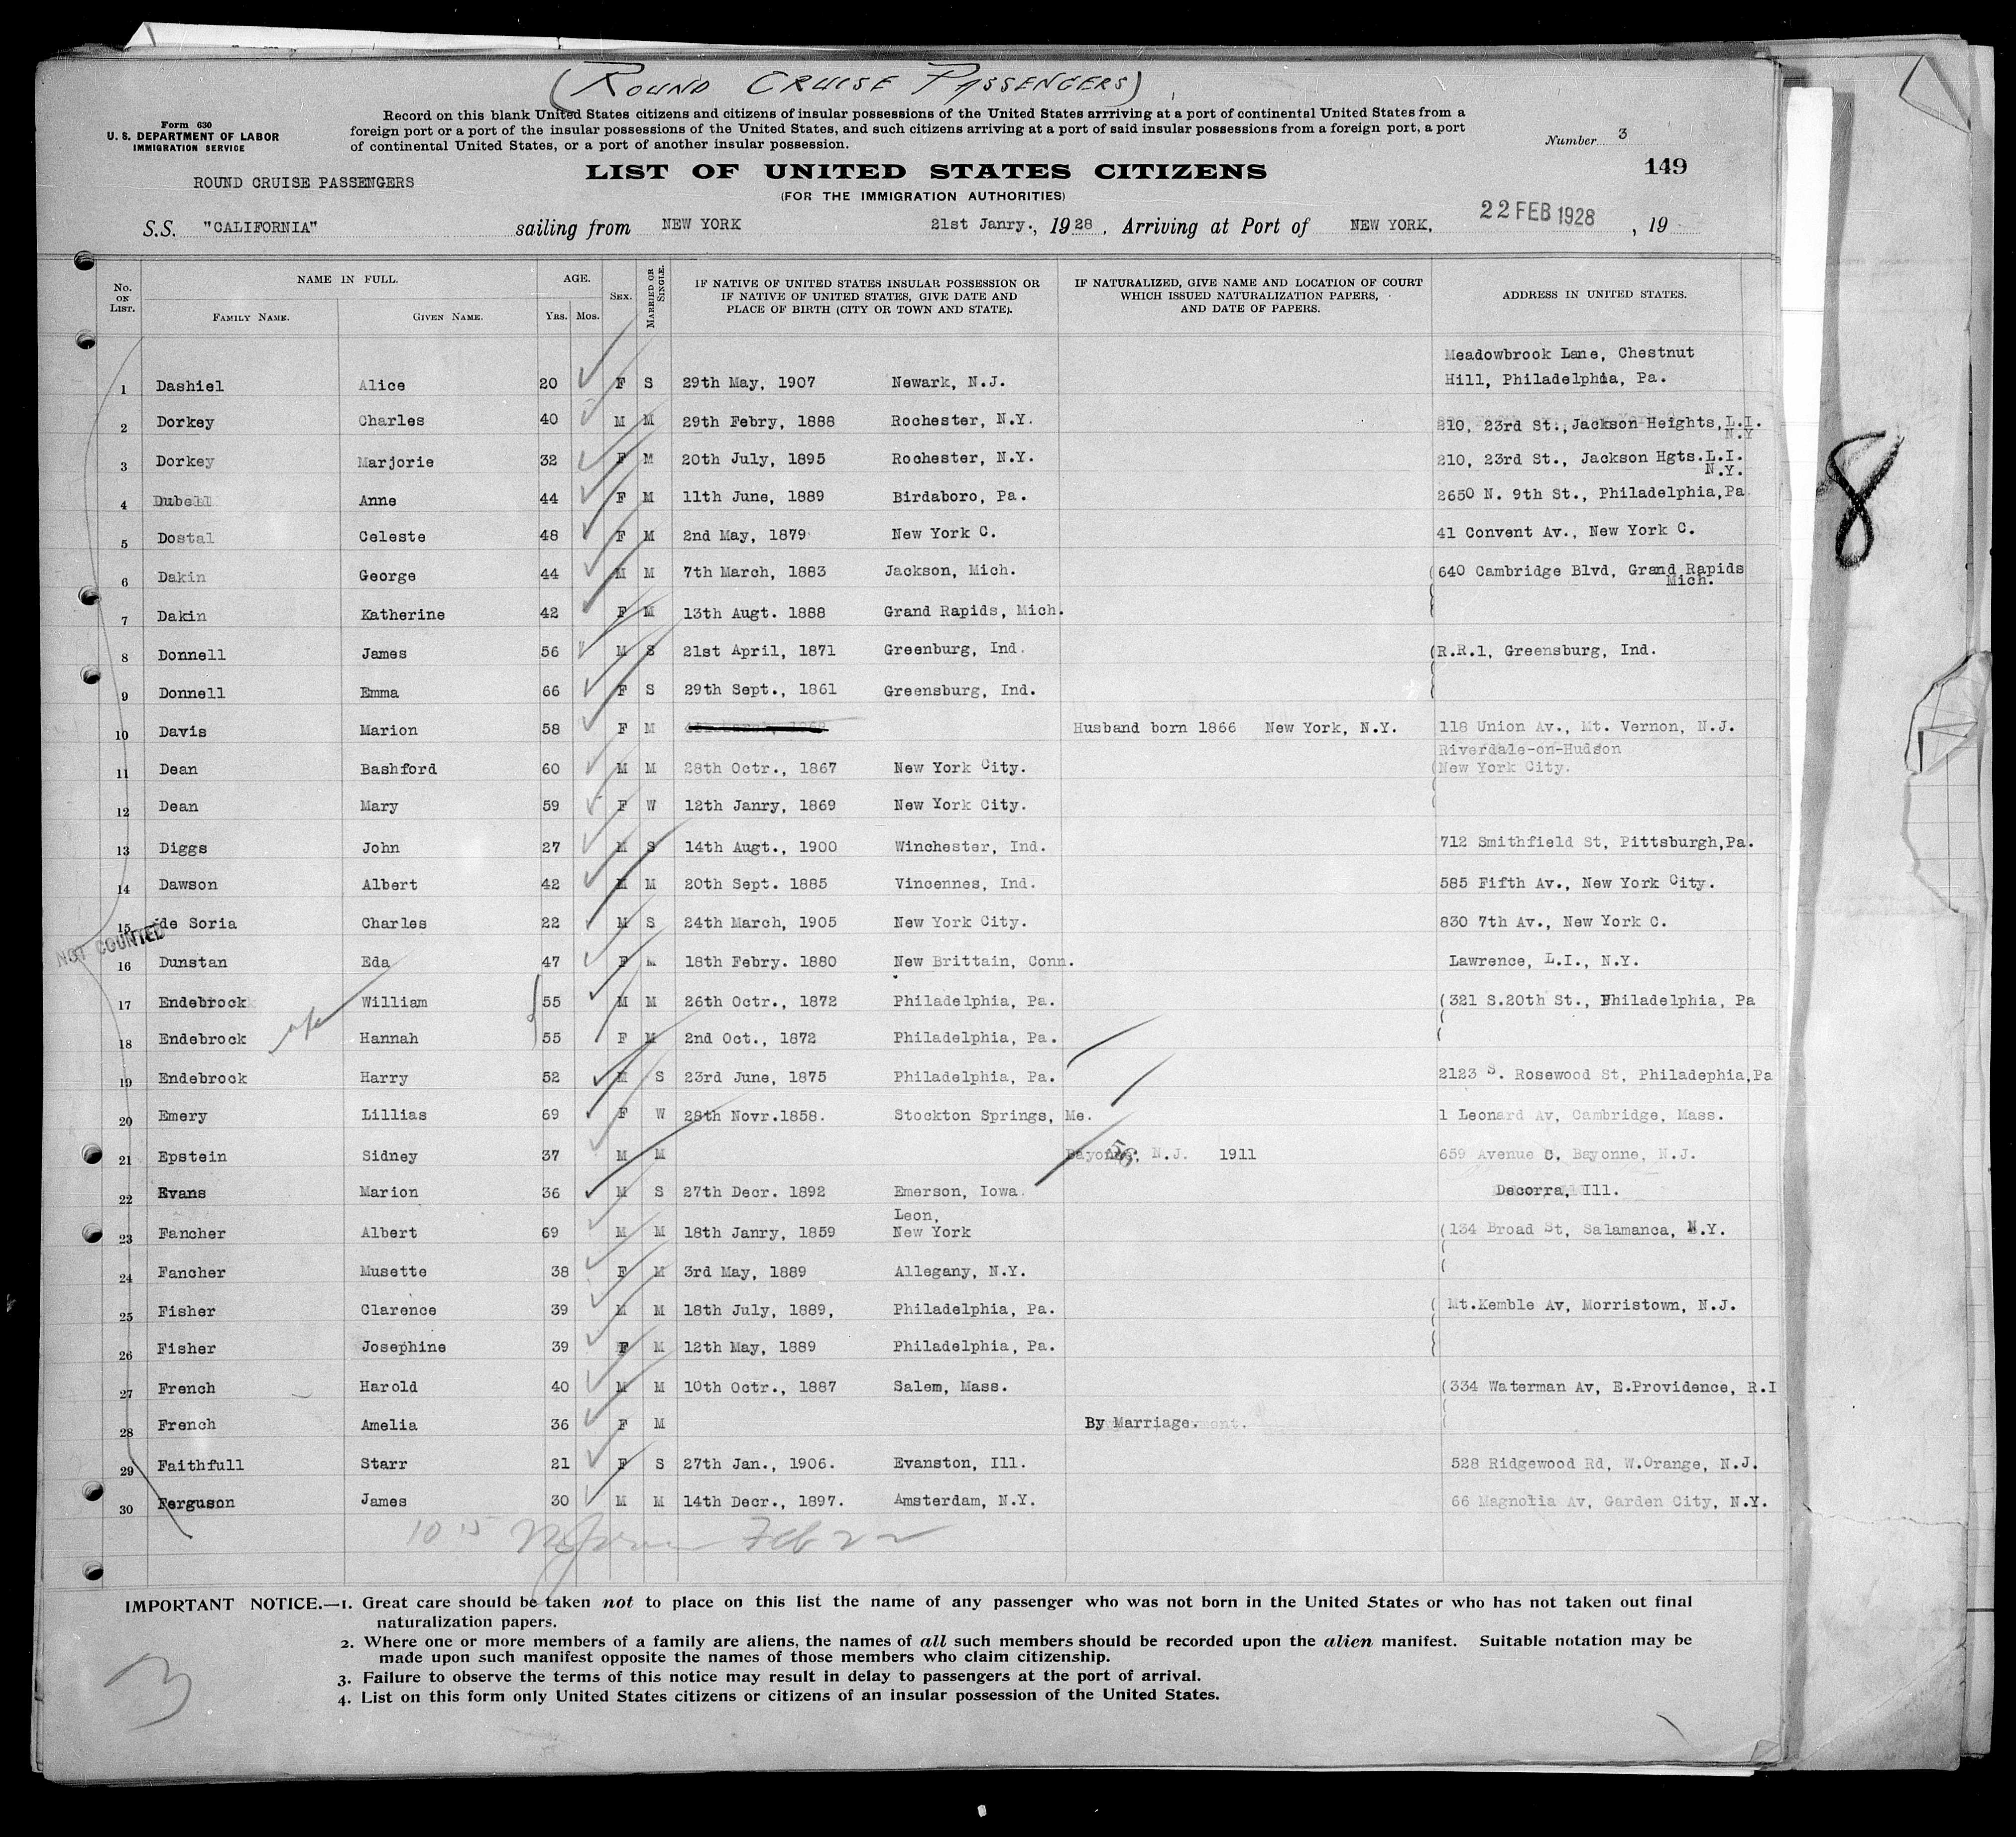 (ROUND CRUISE PASSENGERS)
Form 630
U. S. DEPARTMENT OF LABOR
IMMIGRATION SERVICE
Record on this blank United States citizens and citizens of insular possessions of the United States arrriving at a port of continental United States from a
foreign port or a port of the insular possessions of the United States, and such citizens arriving at a port of said insular possessions from a foreign port, a port
of continental United States, or a port of another insular possession.
Number 3
149
ROUND CRUISE PASSENGERS
LIST OF UNITED STATES CITIZENS
(FOR THE IMMIGRATION AUTHORITIES)
S.S. "CALIFORNIA" sailing from NEW YORK 21st Janry., 1928, Arriving at Port of NEW YORK, 22 FEB 1928, 19
No. ON LIST. NAME IN FULL. FAMILY NAME. GIVEN NAME. AGE. YRS. MOS. SEX. MARRIED OR SINGLE. IF NATIVE OF UNITED STATES INSULAR POSSESSION OR IF NATIVE OF UNITED STATES, GIVE DATE AND PLACE OF BIRTH (CITY OR TOWN AND STATE). IF NATURALIZED, GIVE NAME AND LOCATION OF COURT WHICH ISSUED NATURALIZATION PAPERS, AND DATE OF PAPERS. ADDRESS IN UNITED STATES.
Meadowbrook Lane, Chestnut
1 Dashiel Alice 20 F S 29th May, 1907 Newark, N.J. Hill, Philadelphia, Pa.
2 Dorkey Charles 40 M M 29th Febry, 1888 Rochester, N.Y. 210, 23rd St., Jackson Heights, L.I.
N.Y
3 Dorkey Marjorie 32 F M 20th July, 1895 Rochester, N.Y. 210, 23rd St., Jackson Hgts. L.I.
N.Y.
4 Dubell Anne 44 F M 11th June, 1889 Birdaboro, Pa. 2650 N. 9th St., Philadelphia, Pa
5 Dostal Celeste 48 F M 2nd May, 1879 New York C. 41 Convent Av., New York C.
6 Dakin George 44 M M 7th March, 1883 Jackson, Mich. (640 Cambridge Blvd, Grand Rapids
Mich.
7 Dakin Katherine 42 F M 13th Augt. 1888 Grand Rapids, Mich.
8 Donnell James 56 M S 21st April, 1871 Greenburg, Ind. (R.R.1, Greensburg, Ind.
9 Donnell Emma 66 F S 29th Sept., 1861 Greensburg, Ind.
10 Davis Marion 58 F M Husband born 1866 New York, N.Y. 118 Union Av., Mt. Vernon, N.J.
Riverdale-on-Hudson
11 Dean Bashford 60 M M 28th Octr., 1867 New York City. (New York City.
12 Dean Mary 59 F W 12th Janry, 1869 New York City.
13 Diggs John 27 M S 14th Augt., 1900 Winchester, Ind. 712 Smithfield St, Pittsburgh, Pa.
14 Dawson Albert 42 M M 20th Sept. 1885 Vincennes, Ind. 585 Fifth Av., New York City.
15 de Soria Charles 22 M S 24th March, 1905 New York City. 830 7th Av., New York C.
NOT COUNTED
16 Dunstan Eda 47 F M 18th Febry. 1880 New Brittain, Conn. Lawrence, L.I., N.Y.
17 Endebrock William 55 M M 26th Octr., 1872 Philadelphia, Pa. (321 S.20th St., Philadelphia, Pa
18 Endebrock Hannah 55 F M 2nd Oct., 1872 Philadelphia, Pa.
19 Endebrock Harry 52 M S 23rd June, 1875 Philadelphia, Pa. 2123 S. Rosewood St, Philadephia, Pa
20 Emery Lillias 69 F W 28th Novr.1858. Stockton Springs, Me. 1 Leonard Av, Cambridge, Mass.
21 Epstein Sidney 37 M M Bayonne, N.J. 1911 659 Avenue C, Bayonne, N.J.
22 Evans Marion 36 M S 27th Decr. 1892 Emerson, Iowa Decorra, Ill.
Leon,
23 Fancher Albert 69 M M 18th Janry, 1859 New York (134 Broad St, Salamanca, N.Y.
24 Fancher Musette 38 F M 3rd May, 1889 Allegany, N.Y.
25 Fisher Clarence 39 M M 18th July, 1889, Philadelphia, Pa. (Mt.Kemble Av, Morristown, N.J.
26 Fisher Josephine 39 F M 12th May, 1889 Philadelphia, Pa.
27 French Harold 40 M M 10th Octr., 1887 Salem, Mass. (334 Waterman Av, E.Providence, R.I
28 French Amelia 36 F M By Marriage.
29 Faithfull Starr 21 F S 27th Jan., 1906. Evanston, Ill. 528 Ridgewood Rd, W.Orange, N.J.
30 Ferguson James 30 M M 14th Decr., 1897. Amsterdam, N.Y. 66 Magnolia Av, Garden City, N.Y.
10 15 Feb 22
IMPORTANT NOTICE.—1. Great care should be taken not to place on this list the name of any passenger who was not born in the United States or who has not taken out final
naturalization papers.
2. Where one or more members of a family are aliens, the names of all such members should be recorded upon the alien manifest. Suitable notation may be
made upon such manifest opposite the names of those members who claim citizenship.
3. Failure to observe the terms of this notice may result in delay to passengers at the port of arrival.
4. List on this form only United States citizens or citizens of an insular possession of the United States.
3
8